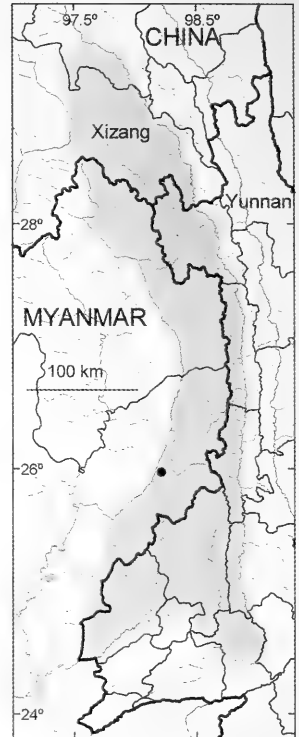 97.5° 98.5°
CHINA
Xizang
Yunnan
28°
MYANMAR
100 km
26°
24°